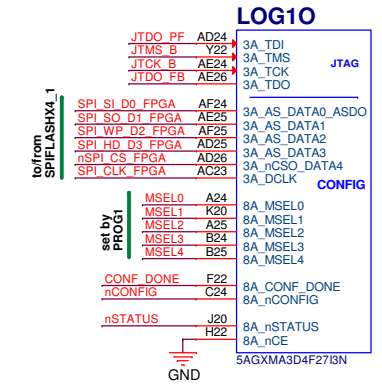 LOG1O
JTDO_PF AD24 3A_TDI
JTMS_B Y22 3A_TMS
JTCK_B AE24 3A_TCK
JTDO_FB AE26 3A_TDO
JTAG
to/from
SPIFLASHX4_1
SPI_SI_D0_FPGA AF24 3A_AS_DATA0_ASDO
SPI_SO_D1_FPGA AE25 3A_AS_DATA1
SPI_WP_D2_FPGA AF25 3A_AS_DATA2
SPI_HD_D3_FPGA AD25 3A_AS_DATA3
nSPI_CS_FPGA AD26 3A_nCSO_DATA4
SPI_CLK_FPGA AC23 3A_DCLK
CONFIG
set by
PROG1
MSEL0 A24 8A_MSEL0
MSEL1 K20 8A_MSEL1
MSEL2 A25 8A_MSEL2
MSEL3 B24 8A_MSEL3
MSEL4 B25 8A_MSEL4
CONF_DONE F22 8A_CONF_DONE
nCONFIG C24 8A_nCONFIG
nSTATUS J20 8A_nSTATUS
H22 8A_nCE
GND
5AGXMA3D4F27I3N